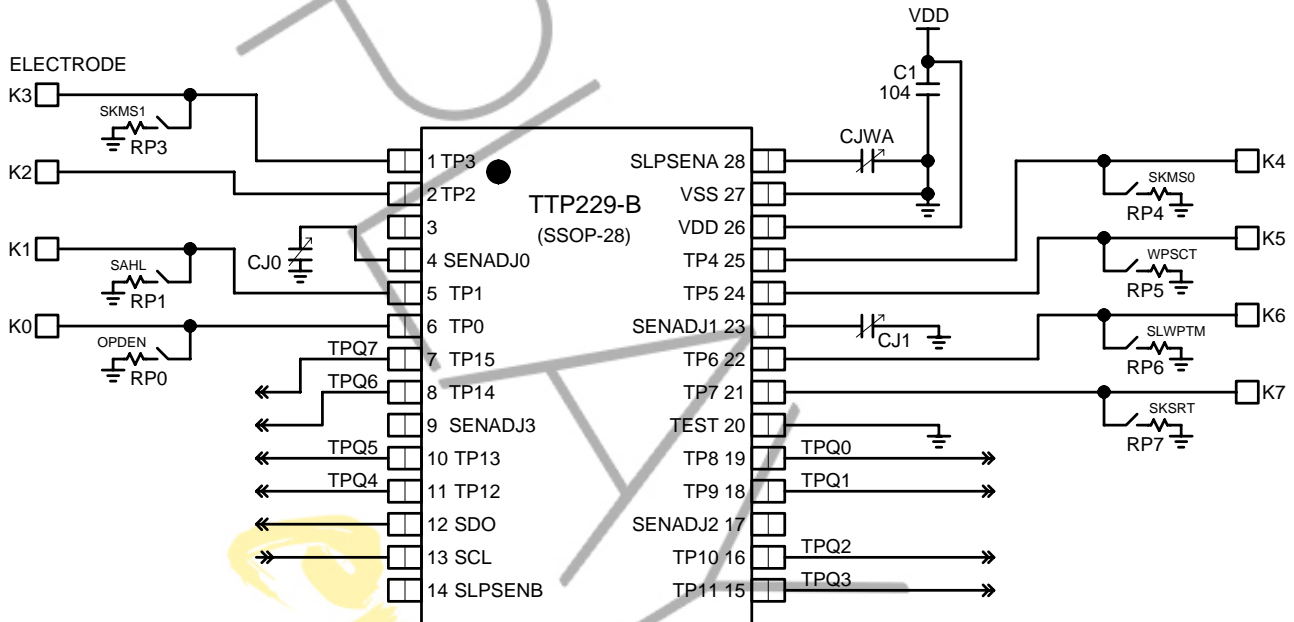 VDD
ELECTRODE
K3
SKMS1
RP3
K2
K1
SAHL
RP1
K0
OPDEN
RP0
CJ0
C1
104
CJWA
CJ1
TTP229-B
(SSOP-28)
1 TP3
2 TP2
3
4 SENADJ0
5 TP1
6 TP0
7 TP15
8 TP14
9 SENADJ3
10 TP13
11 TP12
12 SDO
13 SCL
14 SLPSENB
TPQ7
TPQ6
TPQ5
TPQ4
SLPSENA 28
VSS 27
VDD 26
TP4 25
TP5 24
SENADJ1 23
TP6 22
TP7 21
TEST 20
TP8 19
TP9 18
SENADJ2 17
TP10 16
TP11 15
TPQ0
TPQ1
TPQ2
TPQ3
K4
SKMS0
RP4
K5
WPSCT
RP5
K6
SLWPTM
RP6
K7
SKSRT
RP7